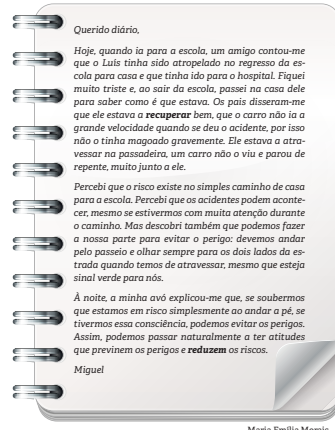 Querido diário,
Hoje, quando ia para a escola, um amigo contou-me
que o Luís tinha sido atropelado no regresso da es-
cola para casa e que tinha ido para o hospital. Fiquei
muito triste e, ao sair da escola, passei na casa dele
para saber como é que estava. Os pais disseram-me
que ele estava a recuperar bem, que o carro não ia a
grande velocidade quando se deu o acidente, por isso
não o tinha magoado gravemente. Ele estava a atra-
vessar na passadeira, um carro não o viu e parou de
repente, muito junto a ele.
Percebi que o risco existe no simples caminho de casa
para a escola. Percebi que os acidentes podem aconte-
cer, mesmo se estivermos com muita atenção durante
o caminho. Mas descobri também que podemos fazer
a nossa parte para evitar o perigo: devemos andar
pelo passeio e olhar sempre para os dois lados da es-
trada quando temos de atravessar, mesmo que esteja
sinal verde para nós.
À noite, a minha avó explicou-me que, se soubermos
que estamos em risco simplesmente ao andar a pé, se
tivermos essa consciência, podemos evitar os perigos.
Assim, podemos passar naturalmente a ter atitudes
que previnem os perigos e reduzem os riscos.
Miguel
Maria Emília Morais